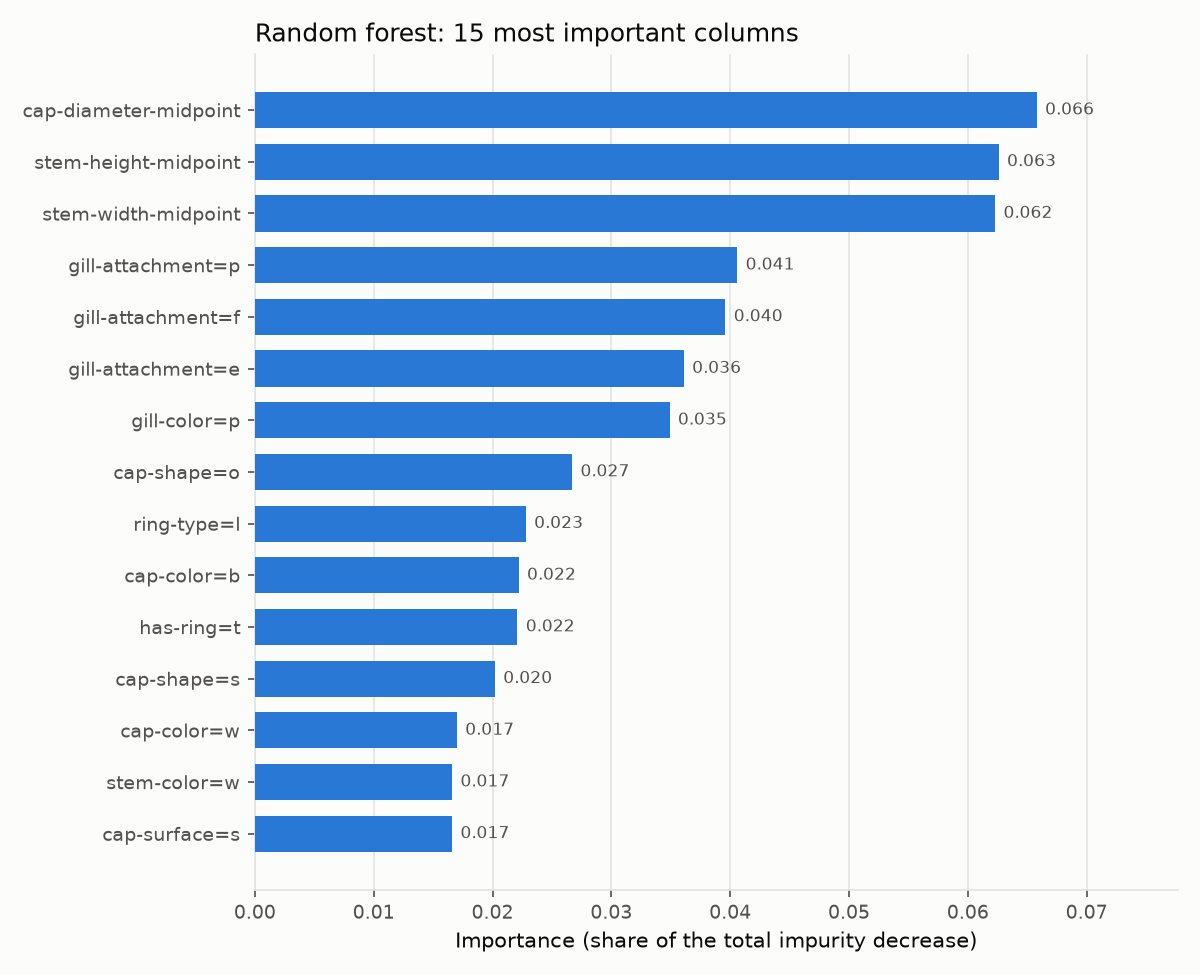 Random forest: 15 most important columns
cap-diameter-midpoint 0.066
stem-height-midpoint 0.063
stem-width-midpoint 0.062
gill-attachment=p 0.041
gill-attachment=f 0.040
gill-attachment=e 0.036
gill-color=p 0.035
cap-shape=o 0.027
ring-type=l 0.023
cap-color=b 0.022
has-ring=t 0.022
cap-shape=s 0.020
cap-color=w 0.017
stem-color=w 0.017
cap-surface=s 0.017
0.00 0.01 0.02 0.03 0.04 0.05 0.06 0.07
Importance (share of the total impurity decrease)